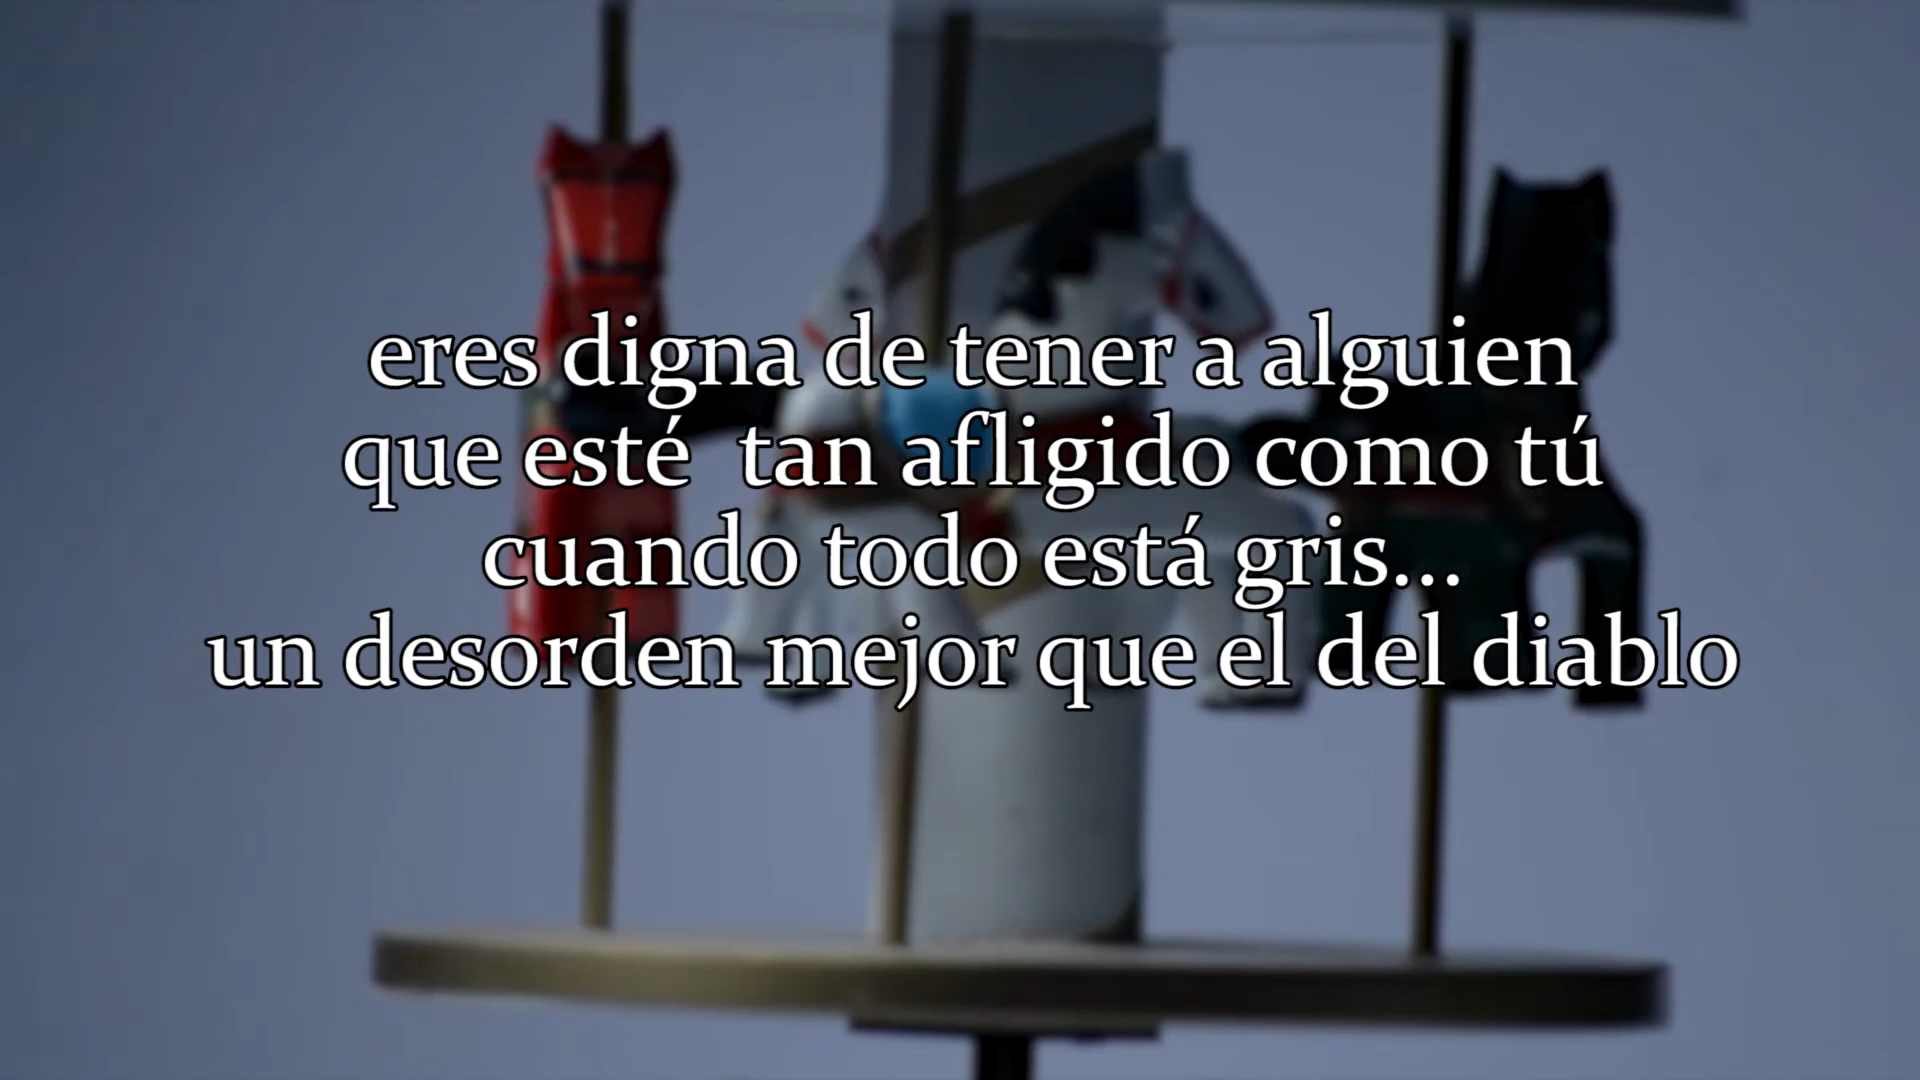 eres digna de tener a alguien
que esté  tan afligido como tú
cuando todo está gris...
un desorden mejor que el del diablo